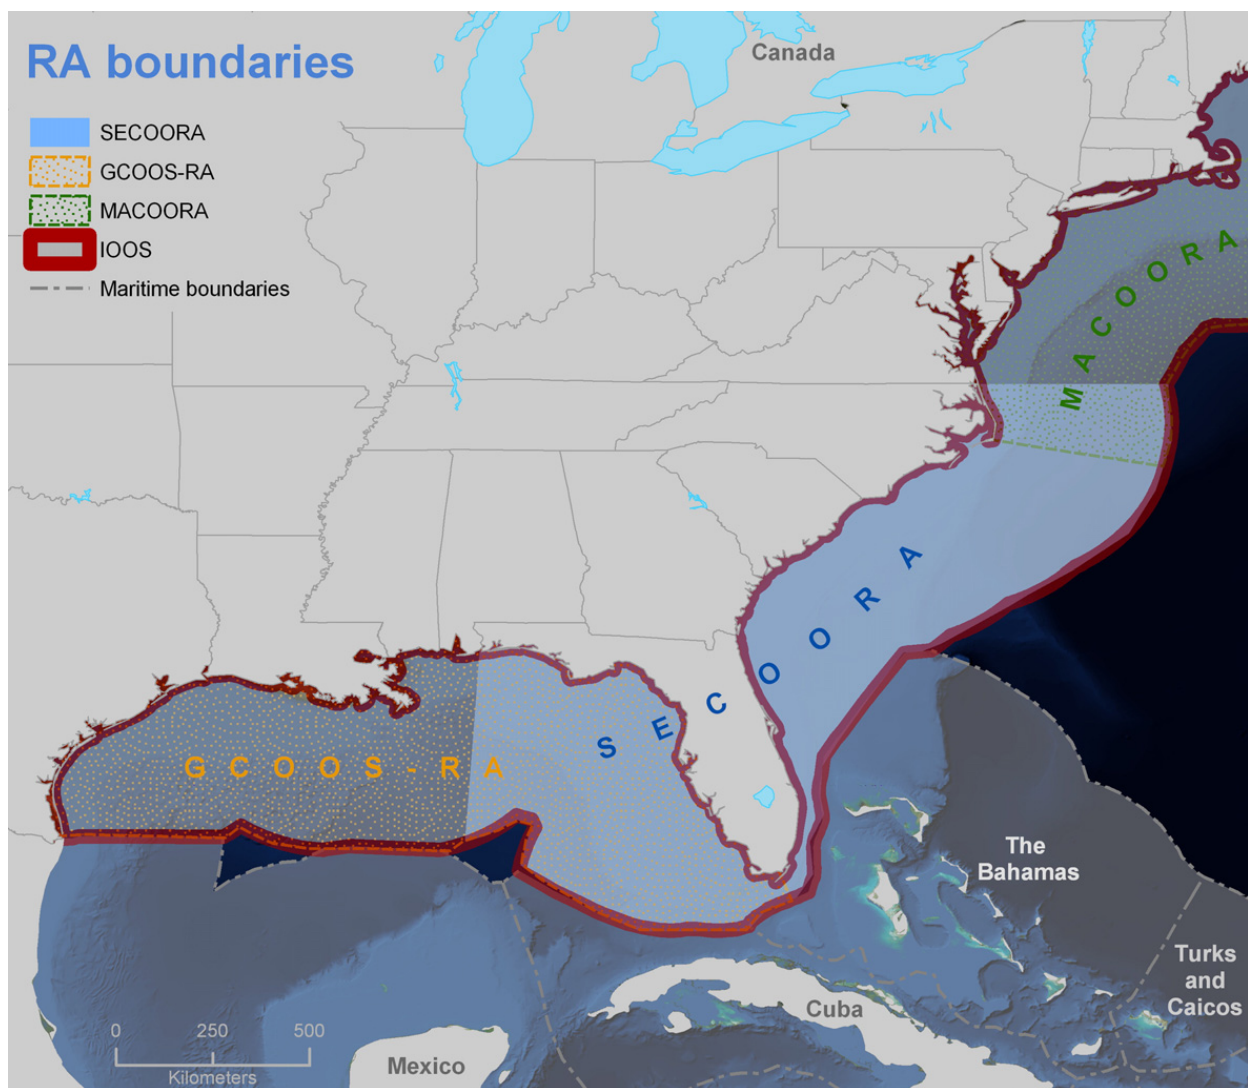 RA boundaries
SECOORA
GCOOS-RA
MACOORA
IOOS
Maritime boundaries
Canada
MACOORA
SECOORA
GCOOS-RA
The
Bahamas
Turks
and
Caicos
Cuba
Mexico
0 250 500
Kilometers